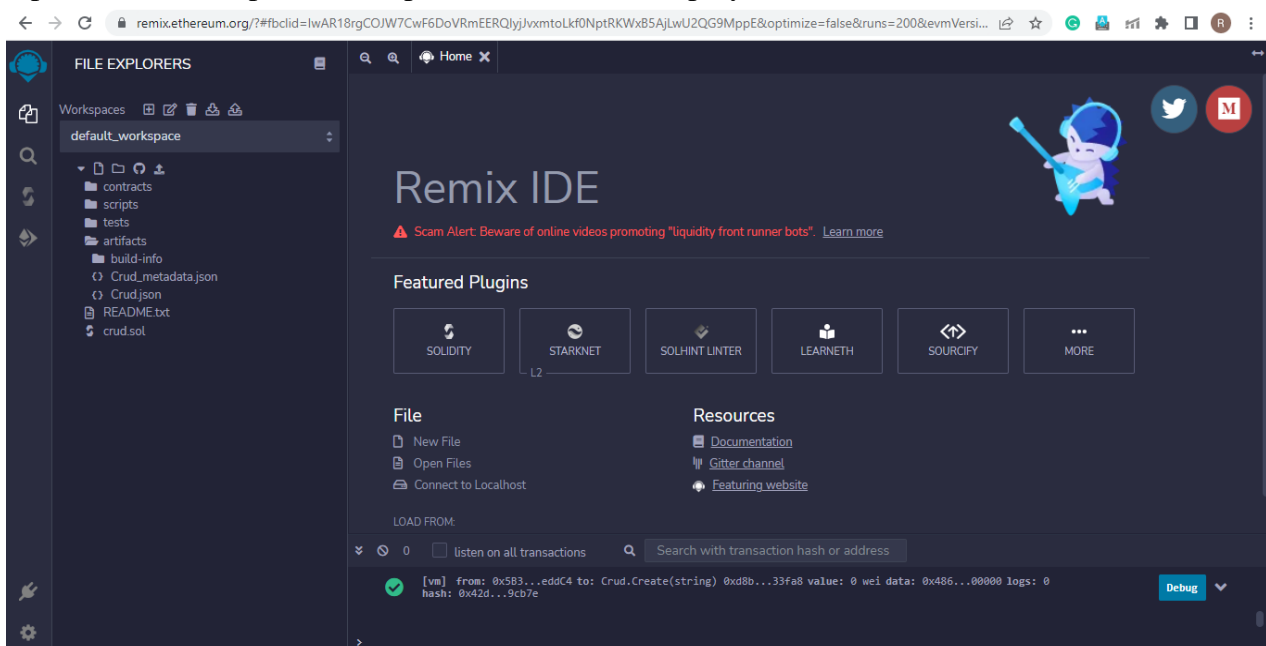 remix.ethereum.org/?#fbclid=IwAR18rgCOJW7CwF6DoVRmEERQlyjJvxmtoLkf0NptRKWxB5AjLwU2QG9MppE&optimize=false&runs=200&evmVersi...
R
FILE EXPLORERS
Home
Workspaces
default_workspace
contracts
scripts
tests
artifacts
build-info
{} Crud_metadata.json
{} Crud.json
README.txt
crud.sol
M
Remix IDE
Scam Alert: Beware of online videos promoting "liquidity front runner bots". Learn more
Featured Plugins
SOLIDITY
STARKNET
L2
SOLHINT LINTER
LEARNETH
SOURCIFY
MORE
File
New File
Open Files
Connect to Localhost
LOAD FROM:
Resources
Documentation
Gitter channel
Featuring website
0
listen on all transactions
Search with transaction hash or address
[vm] from: 0x5B3...eddC4 to: Crud.Create(string) 0xd8b...33fa8 value: 0 wei data: 0x486...00000 logs: 0
hash: 0x42d...9cb7e
Debug
>